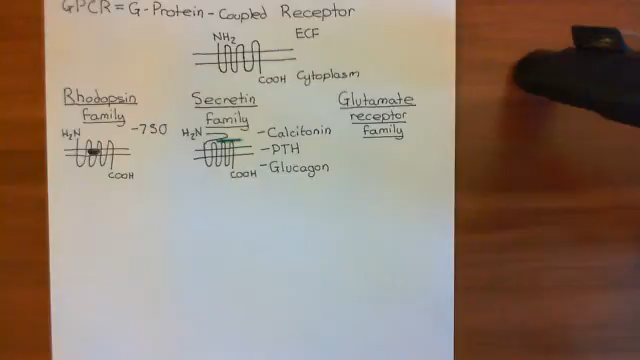 GPCR = G-Protein-Coupled Receptor
NH2
ECF
COOH Cytoplasm
Rhodopsin family
-750
H2N
COOH
Secretin family
H2N
-Calcitonin
-PTH
-Glucagon
COOH
Glutamate receptor family